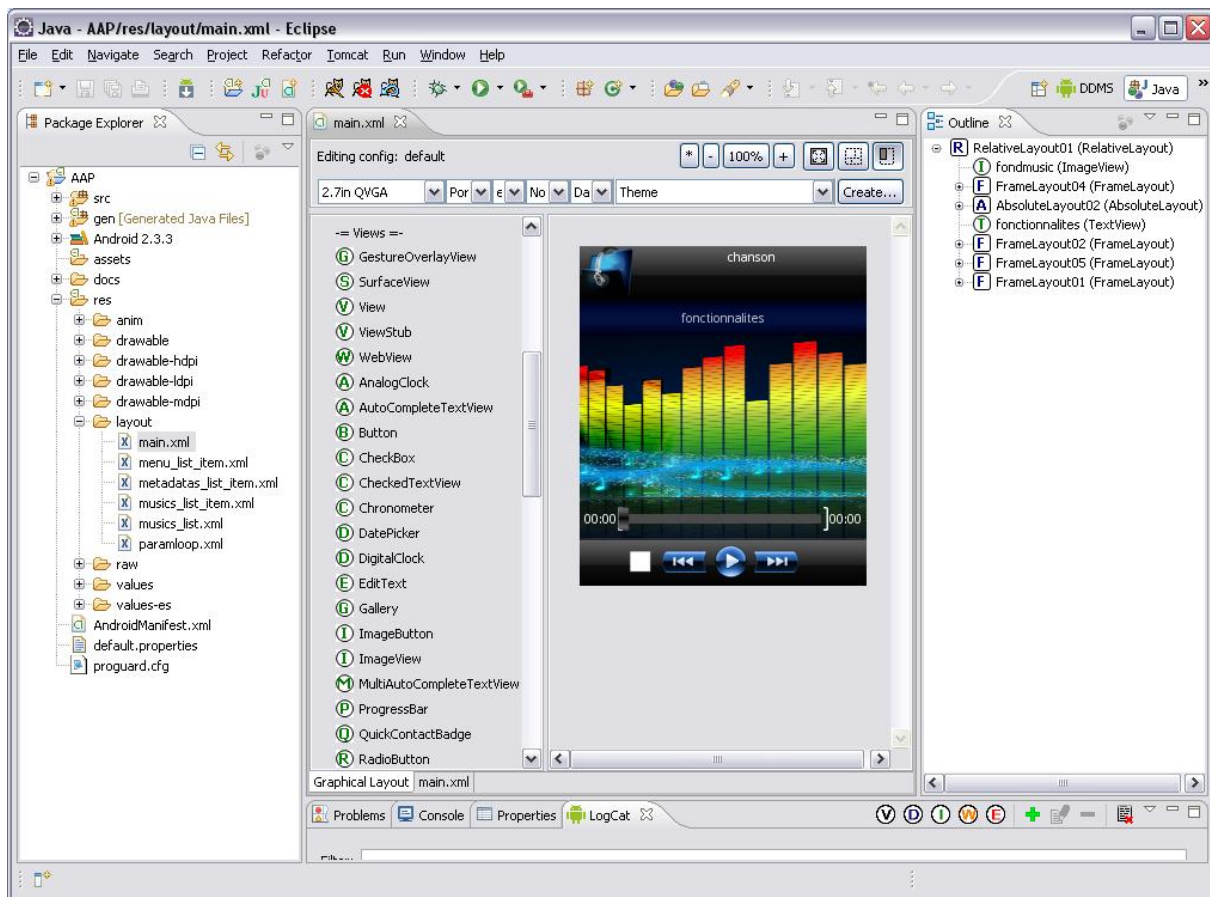 Java - AAP/res/layout/main.xml - Eclipse
File Edit Navigate Search Project Refactor Tomcat Run Window Help
DDMS Java
Package Explorer
AAP
src
gen [Generated Java Files]
Android 2.3.3
assets
docs
res
anim
drawable
drawable-hdpi
drawable-ldpi
drawable-mdpi
layout
main.xml
menu_list_item.xml
metadatas_list_item.xml
musics_list_item.xml
musics_list.xml
paramloop.xml
raw
values
values-es
AndroidManifest.xml
default.properties
proguard.cfg
main.xml
Editing config: default
100%
2.7in QVGA Por e No Da Theme Create...
-= Views =-
GestureOverlayView
SurfaceView
View
ViewStub
WebView
AnalogClock
AutoCompleteTextView
Button
CheckBox
CheckedTextView
Chronometer
DatePicker
DigitalClock
EditText
Gallery
ImageButton
ImageView
MultiAutoCompleteTextView
ProgressBar
QuickContactBadge
RadioButton
chanson
fonctionnalites
00:00 00:00
Graphical Layout main.xml
Outline
RelativeLayout01 (RelativeLayout)
fondmusic (ImageView)
FrameLayout04 (FrameLayout)
AbsoluteLayout02 (AbsoluteLayout)
fonctionnalites (TextView)
FrameLayout02 (FrameLayout)
FrameLayout05 (FrameLayout)
FrameLayout01 (FrameLayout)
Problems Console Properties LogCat
V D I W E